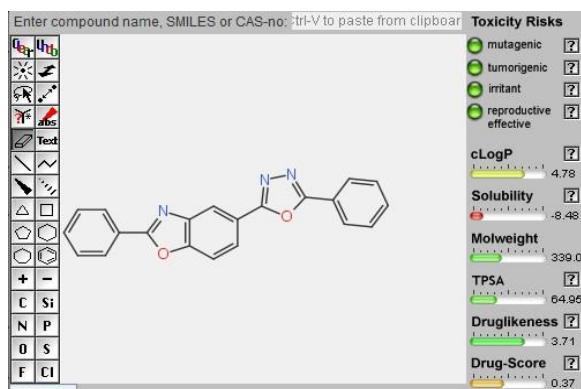 Enter compound name, SMILES or CAS-no: Ctrl-V to paste from clipboar
Toxicity Risks
mutagenic ?
tumorigenic ?
irritant ?
reproductive ?
effective
cLogP ?
4.78
Solubility ?
-8.48
Molweight
339.0
TPSA ?
64.95
Druglikeness ?
3.71
Drug-Score ?
0.37
abs
Text
+ −
C Si
N P
O S
F Cl
N N
N O
O